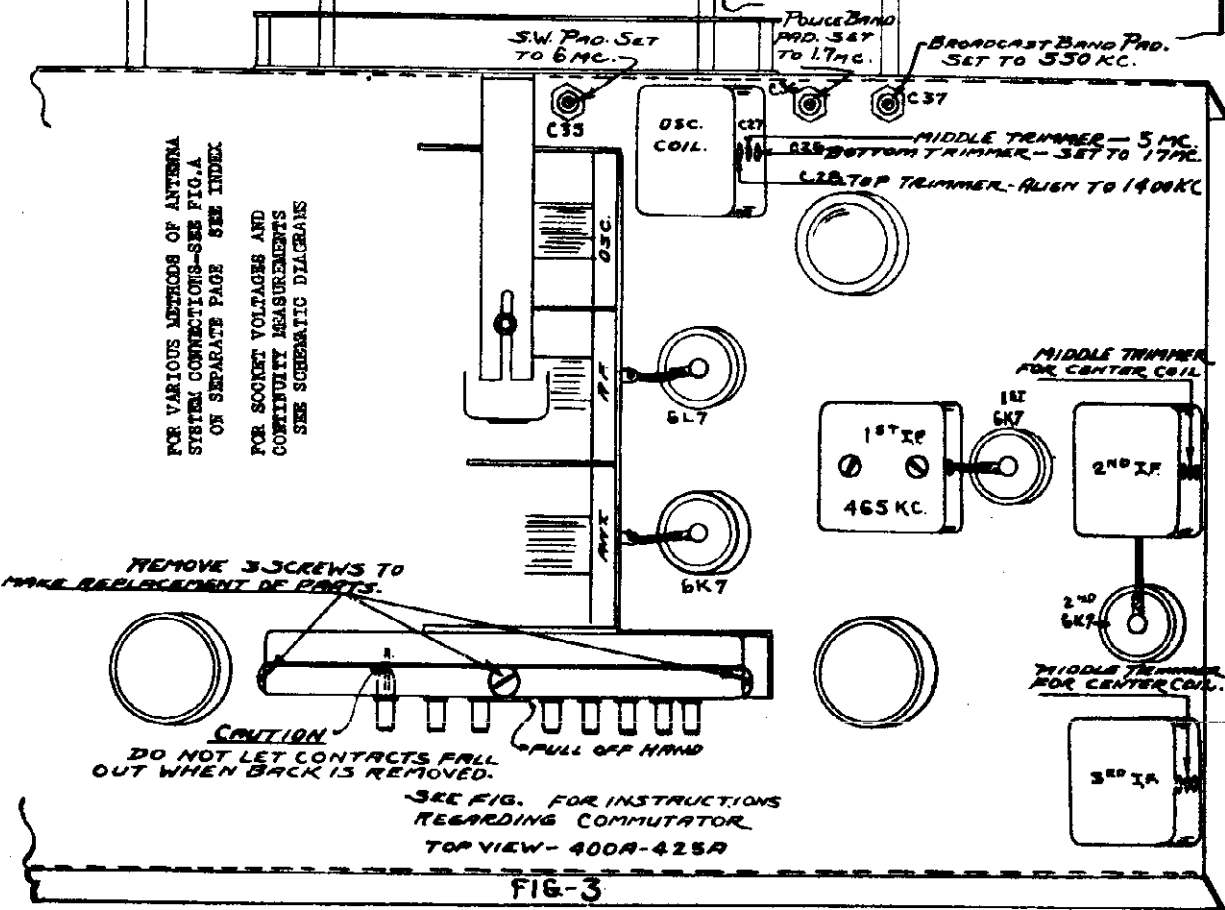 S.W. PAD. SET
TO 6 MC.
POLICE BAND
PAD. SET
TO 1.7 MC.
BROADCAST BAND PAD.
SET TO 550 KC.
C35
C36
C37
OSC.
COIL.
C27
MIDDLE TRIMMER - 5 MC.
BOTTOM TRIMMER - SET TO 17 MC.
C28 TOP TRIMMER - ALIGN TO 1400 KC
FOR VARIOUS METHODS OF ANTENNA
SYSTEM CONNECTIONS-SEE FIG.A
ON SEPARATE PAGE SEE INDEX
FOR SOCKET VOLTAGES AND
CONTINUITY MEASUREMENTS
SEE SCHEMATIC DIAGRAMS
OSC.
R.F.
ANT.
6L7
6K7
MIDDLE TRIMMER
FOR CENTER COIL
1ST I.F.
465 KC.
1ST
6K7
2ND I.F.
2ND
6K7
MIDDLE TRIMMER
FOR CENTER COIL.
3RD I.F.
REMOVE 3 SCREWS TO
MAKE REPLACEMENT OF PARTS.
CAUTION
DO NOT LET CONTACTS FALL
OUT WHEN BACK IS REMOVED.
PULL OFF HAND
SEE FIG. FOR INSTRUCTIONS
REGARDING COMMUTATOR
TOP VIEW - 400A-425A
FIG-3